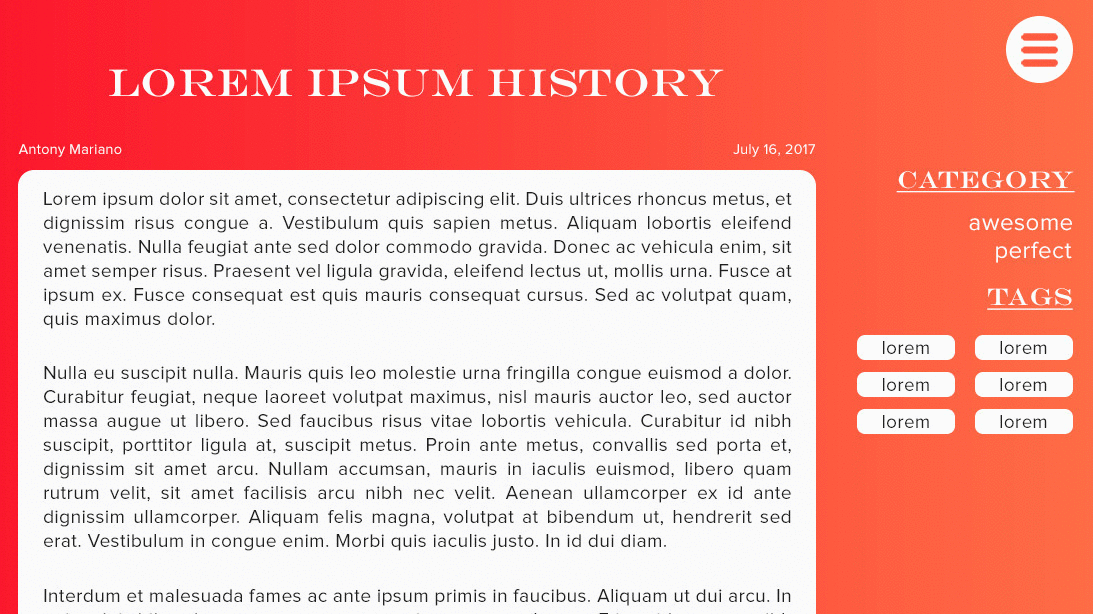 LOREM IPSUM HISTORY
Antony Mariano
July 16, 2017
Lorem ipsum dolor sit amet, consectetur adipiscing elit. Duis ultrices rhoncus metus, et
dignissim risus congue a. Vestibulum quis sapien metus. Aliquam lobortis eleifend
venenatis. Nulla feugiat ante sed dolor commodo gravida. Donec ac vehicula enim, sit
amet semper risus. Praesent vel ligula gravida, eleifend lectus ut, mollis urna. Fusce at
ipsum ex. Fusce consequat est quis mauris consequat cursus. Sed ac volutpat quam,
quis maximus dolor.
Nulla eu suscipit nulla. Mauris quis leo molestie urna fringilla congue euismod a dolor.
Curabitur feugiat, neque laoreet volutpat maximus, nisl mauris auctor leo, sed auctor
massa augue ut libero. Sed faucibus risus vitae lobortis vehicula. Curabitur id nibh
suscipit, porttitor ligula at, suscipit metus. Proin ante metus, convallis sed porta et,
dignissim sit amet arcu. Nullam accumsan, mauris in iaculis euismod, libero quam
rutrum velit, sit amet facilisis arcu nibh nec velit. Aenean ullamcorper ex id ante
dignissim ullamcorper. Aliquam felis magna, volutpat at bibendum ut, hendrerit sed
erat. Vestibulum in congue enim. Morbi quis iaculis justo. In id dui diam.
Interdum et malesuada fames ac ante ipsum primis in faucibus. Aliquam ut dui arcu. In
CATEGORY
awesome
perfect
TAGS
lorem lorem
lorem lorem
lorem lorem